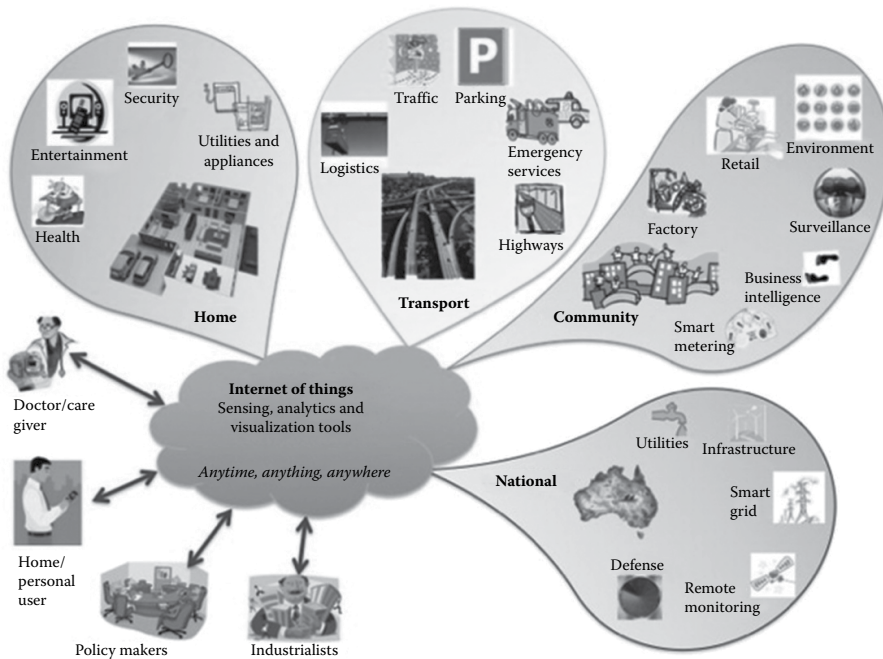 Security
Entertainment
Utilities and
appliances
Health
Home
Traffic
P
Parking
Logistics
Emergency
services
Highways
Transport
Retail
Environment
Factory
Surveillance
Business
intelligence
Community
Smart
metering
Internet of things
Sensing, analytics and
visualization tools
Anytime, anything, anywhere
Doctor/care
giver
Home/
personal
user
Policy makers
Industrialists
National
Utilities
Infrastructure
Smart
grid
Defense
Remote
monitoring